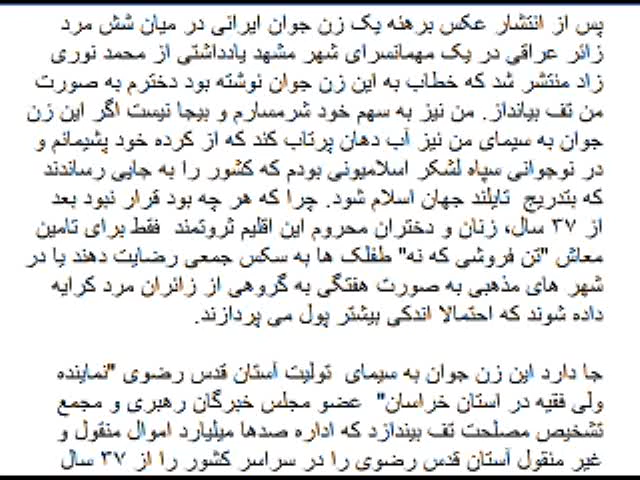 پس از انتشار عکس برهنه یک زن جوان ایرانی در میان شش مرد
زائر عراقی در یک مهمانسرای شهر مشهد یادداشتی از محمد نوری
زاد منتشر شد که خطاب به این زن جوان نوشته بود دخترم به صورت
من تف بیانداز. من نیز به سهم خود شرمسارم و بیجا نیست اگر این زن
جوان به سیمای من نیز آب دهان پرتاب کند که از کرده خود پشیمانم و
در نوجوانی سپاه لشکر اسلامیونی بودم که کشور را به جایی رساندند
که بتدریج تایلند جهان اسلام شود. چرا که هر چه بود قرار نبود بعد
از ۳۷ سال، زنان و دختران محروم این اقلیم ثروتمند فقط برای تامین
معاش "تن فروشی که نه" طفلک ها به سکس جمعی رضایت دهند یا در
شهر های مذهبی به صورت هفتگی به گروهی از زائران مرد کرایه
داده شوند که احتمالا اندکی بیشتر پول می پردازند.
جا دارد این زن جوان به سیمای تولیت آستان قدس رضوی "نماینده
ولی فقیه در استان خراسان" عضو مجلس خبرگان رهبری و مجمع
تشخیص مصلحت تف بیندازد که اداره صدها میلیارد اموال منقول و
غیر منقول آستان قدس رضوی را در سراسر کشور را از ۳۷ سال